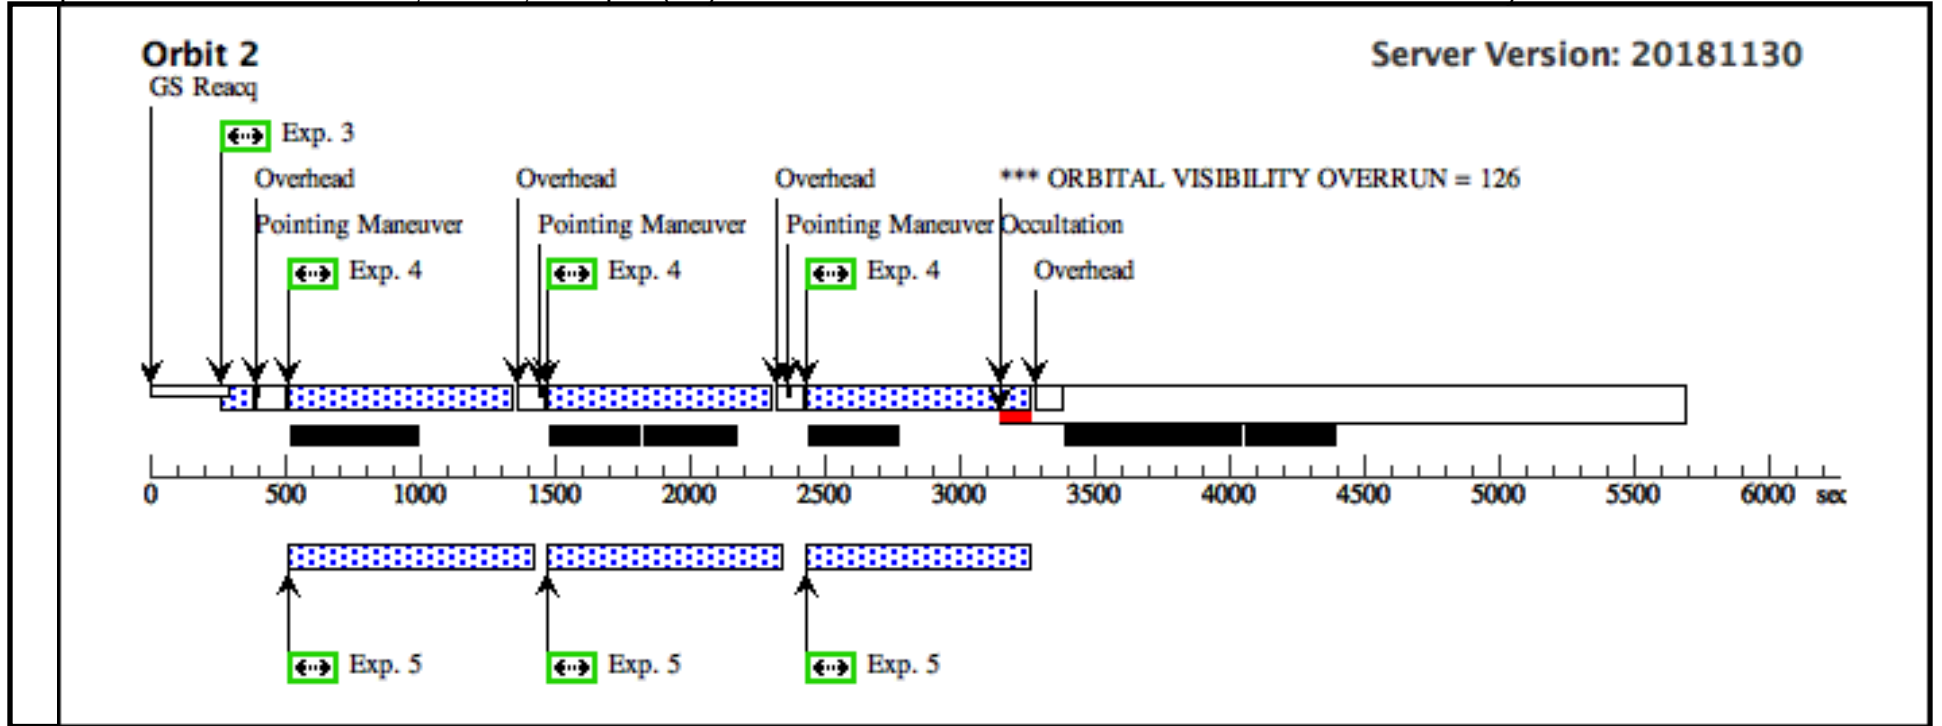 Orbit 2 Server Version: 20181130
GS Reacq
Exp. 3
Overhead Overhead Overhead *** ORBITAL VISIBILITY OVERRUN = 126
Pointing Maneuver Pointing Maneuver Pointing Maneuver Occultation
Exp. 4 Exp. 4 Exp. 4 Overhead
0 500 1000 1500 2000 2500 3000 3500 4000 4500 5000 5500 6000 sec
Exp. 5 Exp. 5 Exp. 5